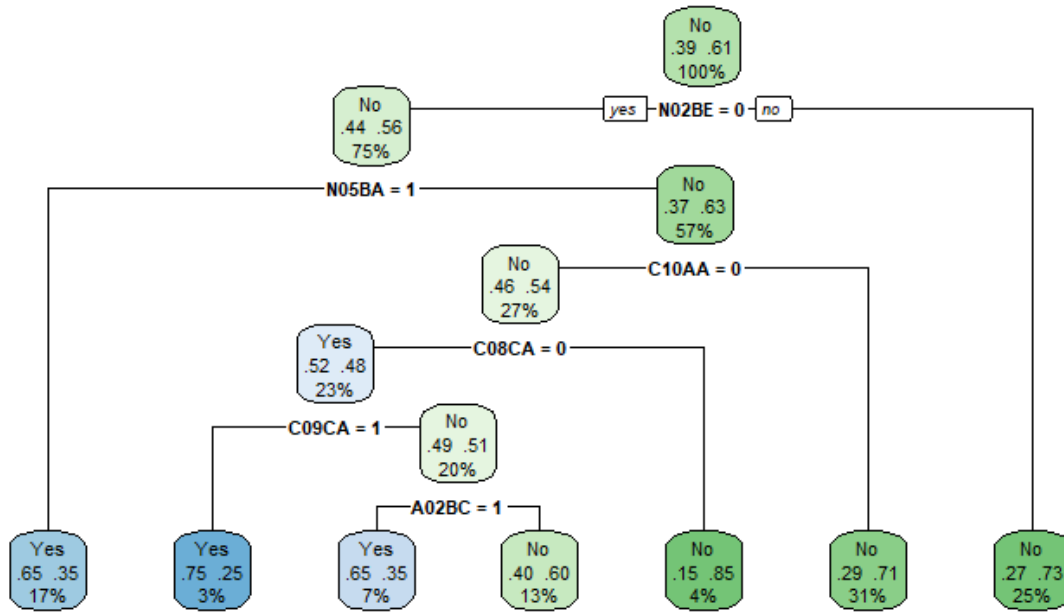 No
.39 .61
100%
yes N02BE = 0 no
No
.44 .56
75%
N05BA = 1
No
.37 .63
57%
C10AA = 0
No
.46 .54
27%
C08CA = 0
Yes
.52 .48
23%
C09CA = 1
No
.49 .51
20%
A02BC = 1
Yes
.65 .35
17%
Yes
.75 .25
3%
Yes
.65 .35
7%
No
.40 .60
13%
No
.15 .85
4%
No
.29 .71
31%
No
.27 .73
25%